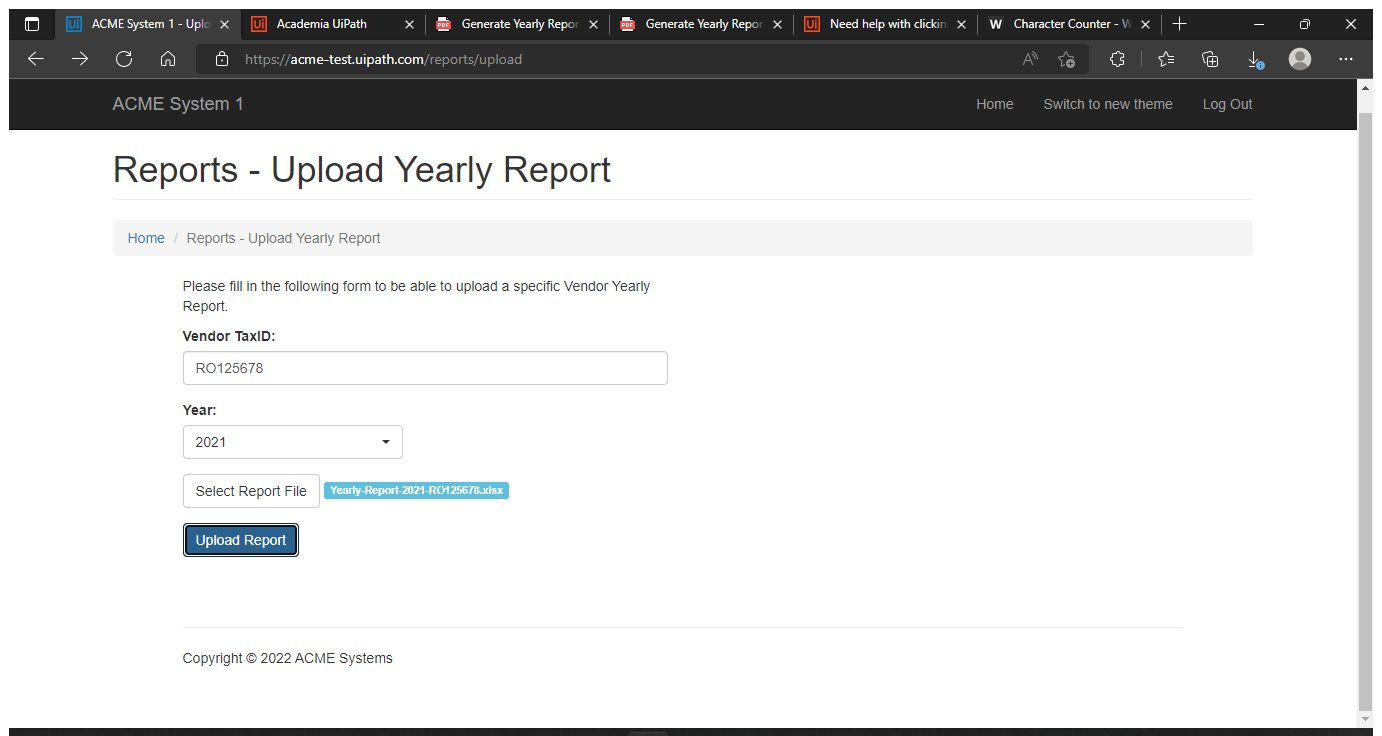 ACME System 1 - Uplo
Academia UiPath
Generate Yearly Repor
Generate Yearly Repor
Need help with clickin
Character Counter - W
https://acme-test.uipath.com/reports/upload
ACME System 1
Home
Switch to new theme
Log Out
Reports - Upload Yearly Report
Home / Reports - Upload Yearly Report
Please fill in the following form to be able to upload a specific Vendor Yearly
Report.
Vendor TaxID:
RO125678
Year:
2021
Select Report File
Yearly-Report-2021-RO125678.xlsx
Upload Report
Copyright © 2022 ACME Systems